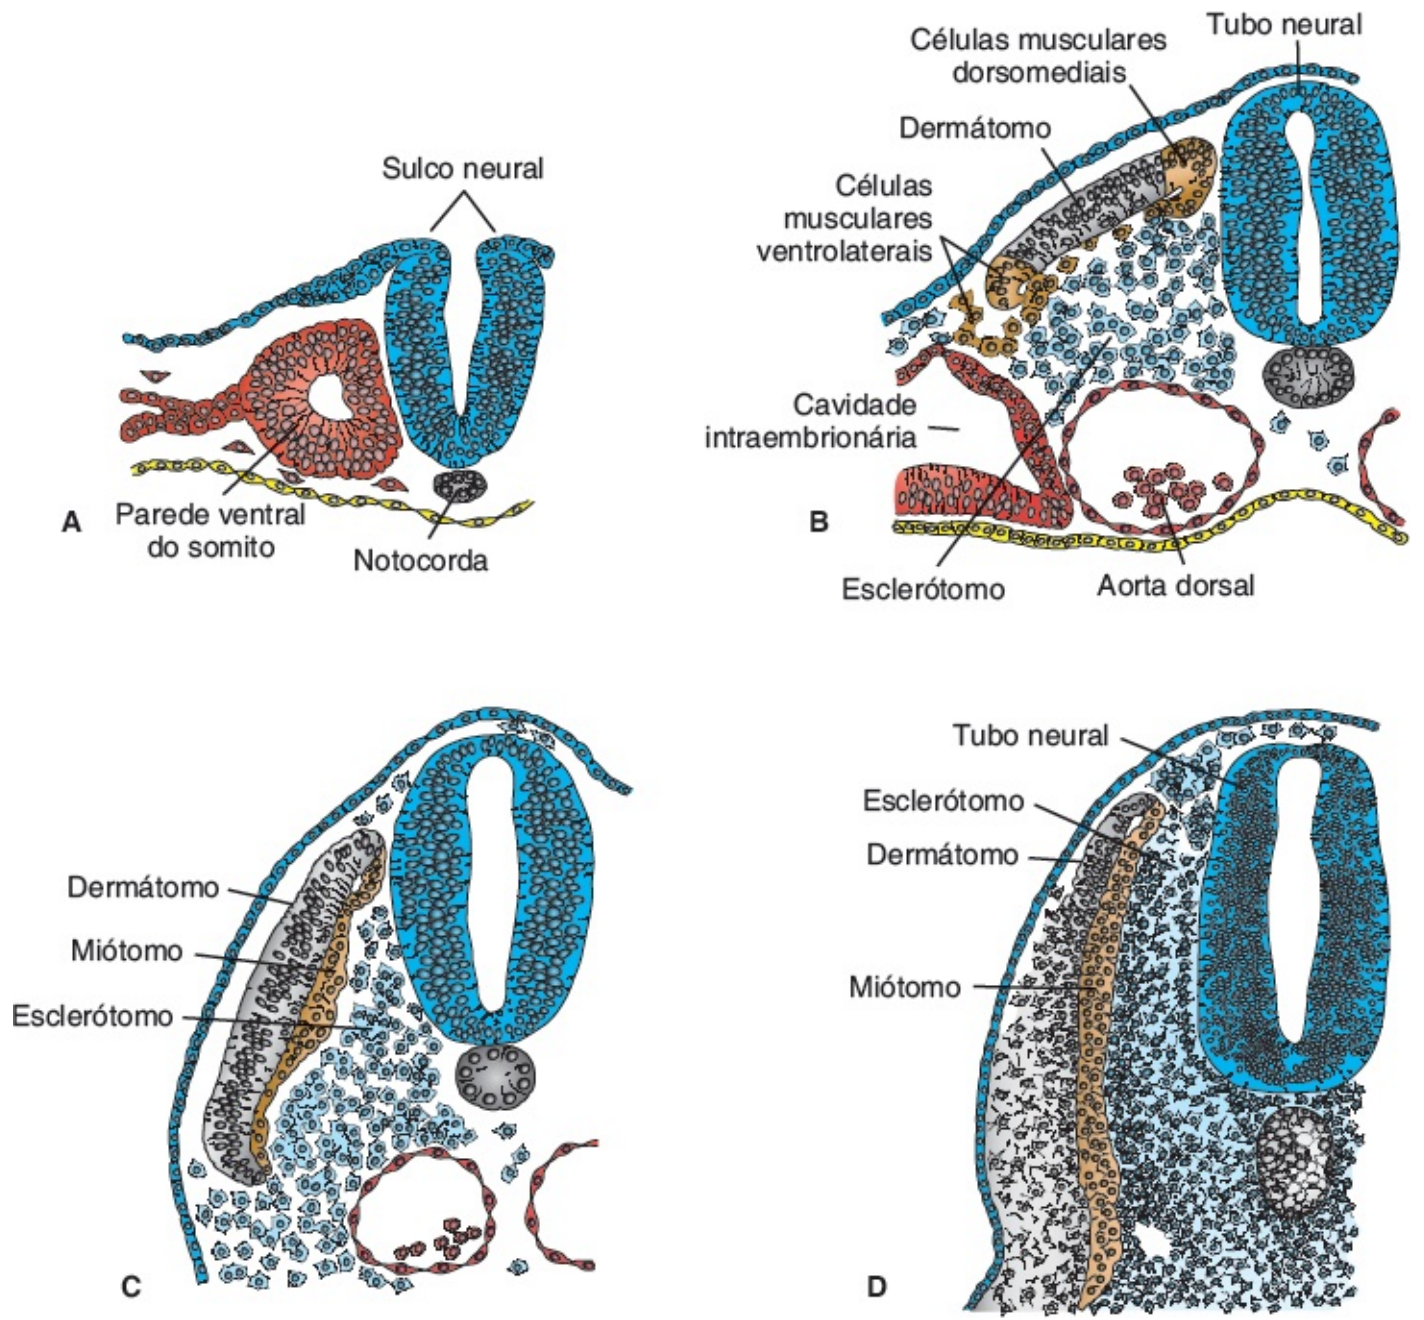 Sulco neural
Parede ventral
do somito
Notocorda
A
Células musculares
dorsomediais
Tubo neural
Dermátomo
Células
musculares
ventrolaterais
Cavidade
intraembrionária
Esclerótomo
Aorta dorsal
B
Dermátomo
Miótomo
Esclerótomo
C
Tubo neural
Esclerótomo
Dermátomo
Miótomo
D